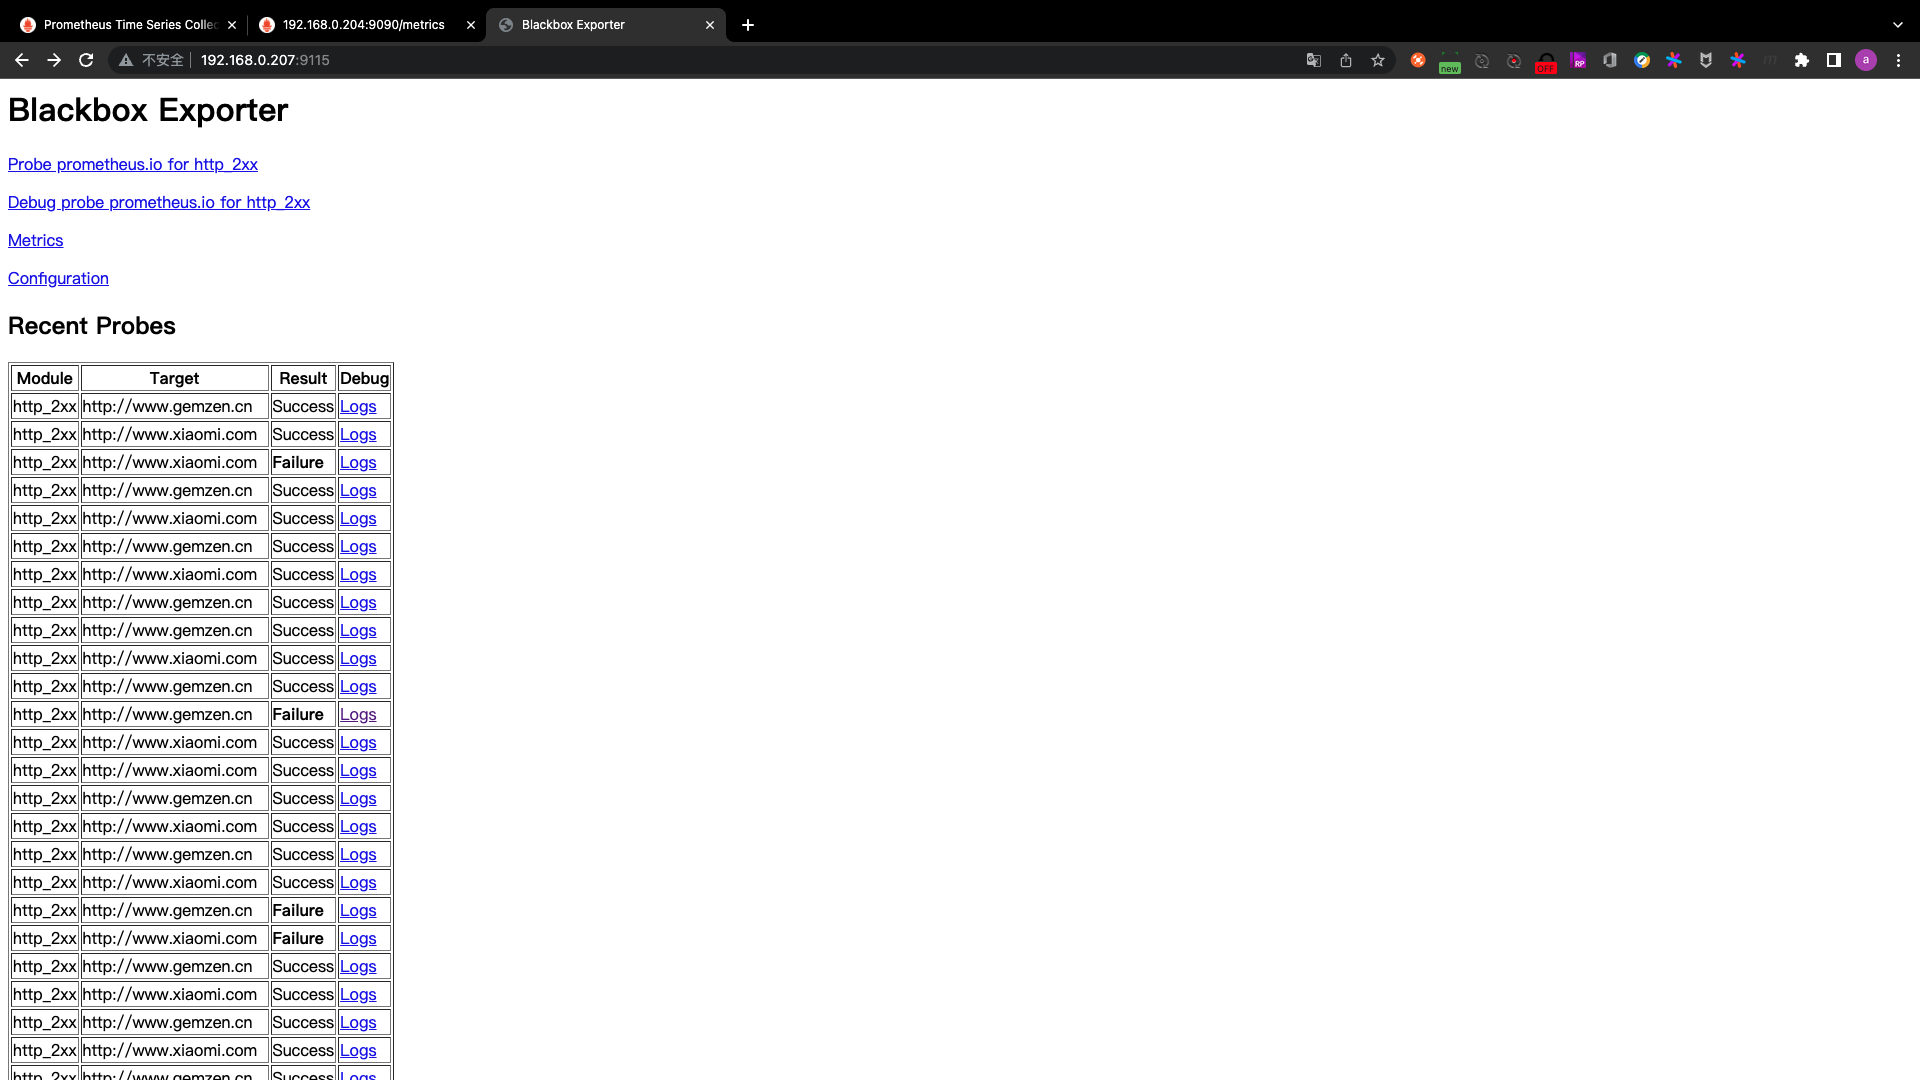 Prometheus Time Series Collec
192.168.0.204:9090/metrics
Blackbox Exporter
不安全 192.168.0.207:9115
new
OFF
RP
a
Blackbox Exporter
Probe prometheus.io for http_2xx
Debug probe prometheus.io for http_2xx
Metrics
Configuration
Recent Probes
Module Target Result Debug
http_2xx http://www.gemzen.cn Success Logs
http_2xx http://www.xiaomi.com Success Logs
http_2xx http://www.xiaomi.com Failure Logs
http_2xx http://www.gemzen.cn Success Logs
http_2xx http://www.xiaomi.com Success Logs
http_2xx http://www.gemzen.cn Success Logs
http_2xx http://www.xiaomi.com Success Logs
http_2xx http://www.gemzen.cn Success Logs
http_2xx http://www.gemzen.cn Success Logs
http_2xx http://www.xiaomi.com Success Logs
http_2xx http://www.gemzen.cn Success Logs
http_2xx http://www.gemzen.cn Failure Logs
http_2xx http://www.xiaomi.com Success Logs
http_2xx http://www.xiaomi.com Success Logs
http_2xx http://www.gemzen.cn Success Logs
http_2xx http://www.xiaomi.com Success Logs
http_2xx http://www.gemzen.cn Success Logs
http_2xx http://www.xiaomi.com Success Logs
http_2xx http://www.gemzen.cn Failure Logs
http_2xx http://www.xiaomi.com Failure Logs
http_2xx http://www.gemzen.cn Success Logs
http_2xx http://www.xiaomi.com Success Logs
http_2xx http://www.gemzen.cn Success Logs
http_2xx http://www.xiaomi.com Success Logs
http_2xx http://www.gemzen.cn Success Logs